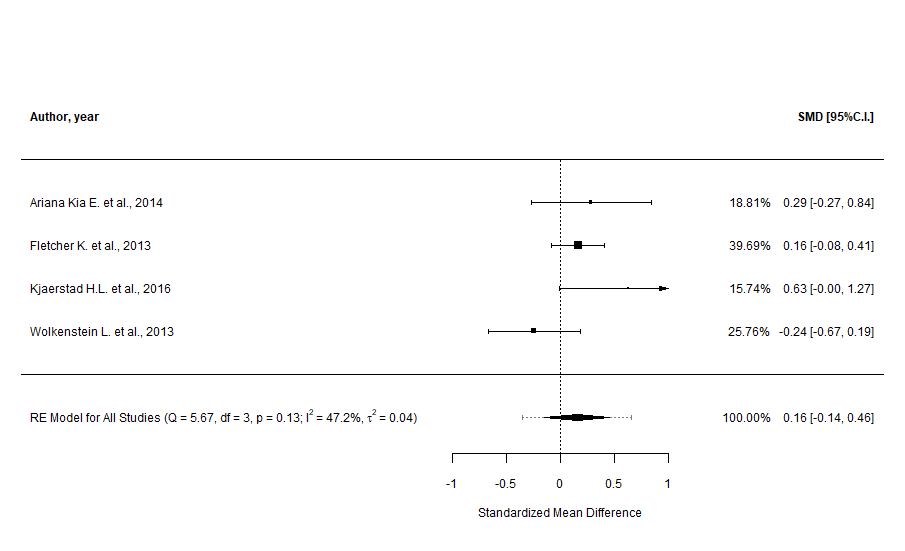 Author, year SMD [95%C.I.]
Ariana Kia E. et al., 2014 18.81% 0.29 [-0.27, 0.84]
Fletcher K. et al., 2013 39.69% 0.16 [-0.08, 0.41]
Kjaerstad H.L. et al., 2016 15.74% 0.63 [-0.00, 1.27]
Wolkenstein L. et al., 2013 25.76% -0.24 [-0.67, 0.19]
RE Model for All Studies (Q = 5.67, df = 3, p = 0.13; I² = 47.2%, τ² = 0.04) 100.00% 0.16 [-0.14, 0.46]
-1 -0.5 0 0.5 1
Standardized Mean Difference